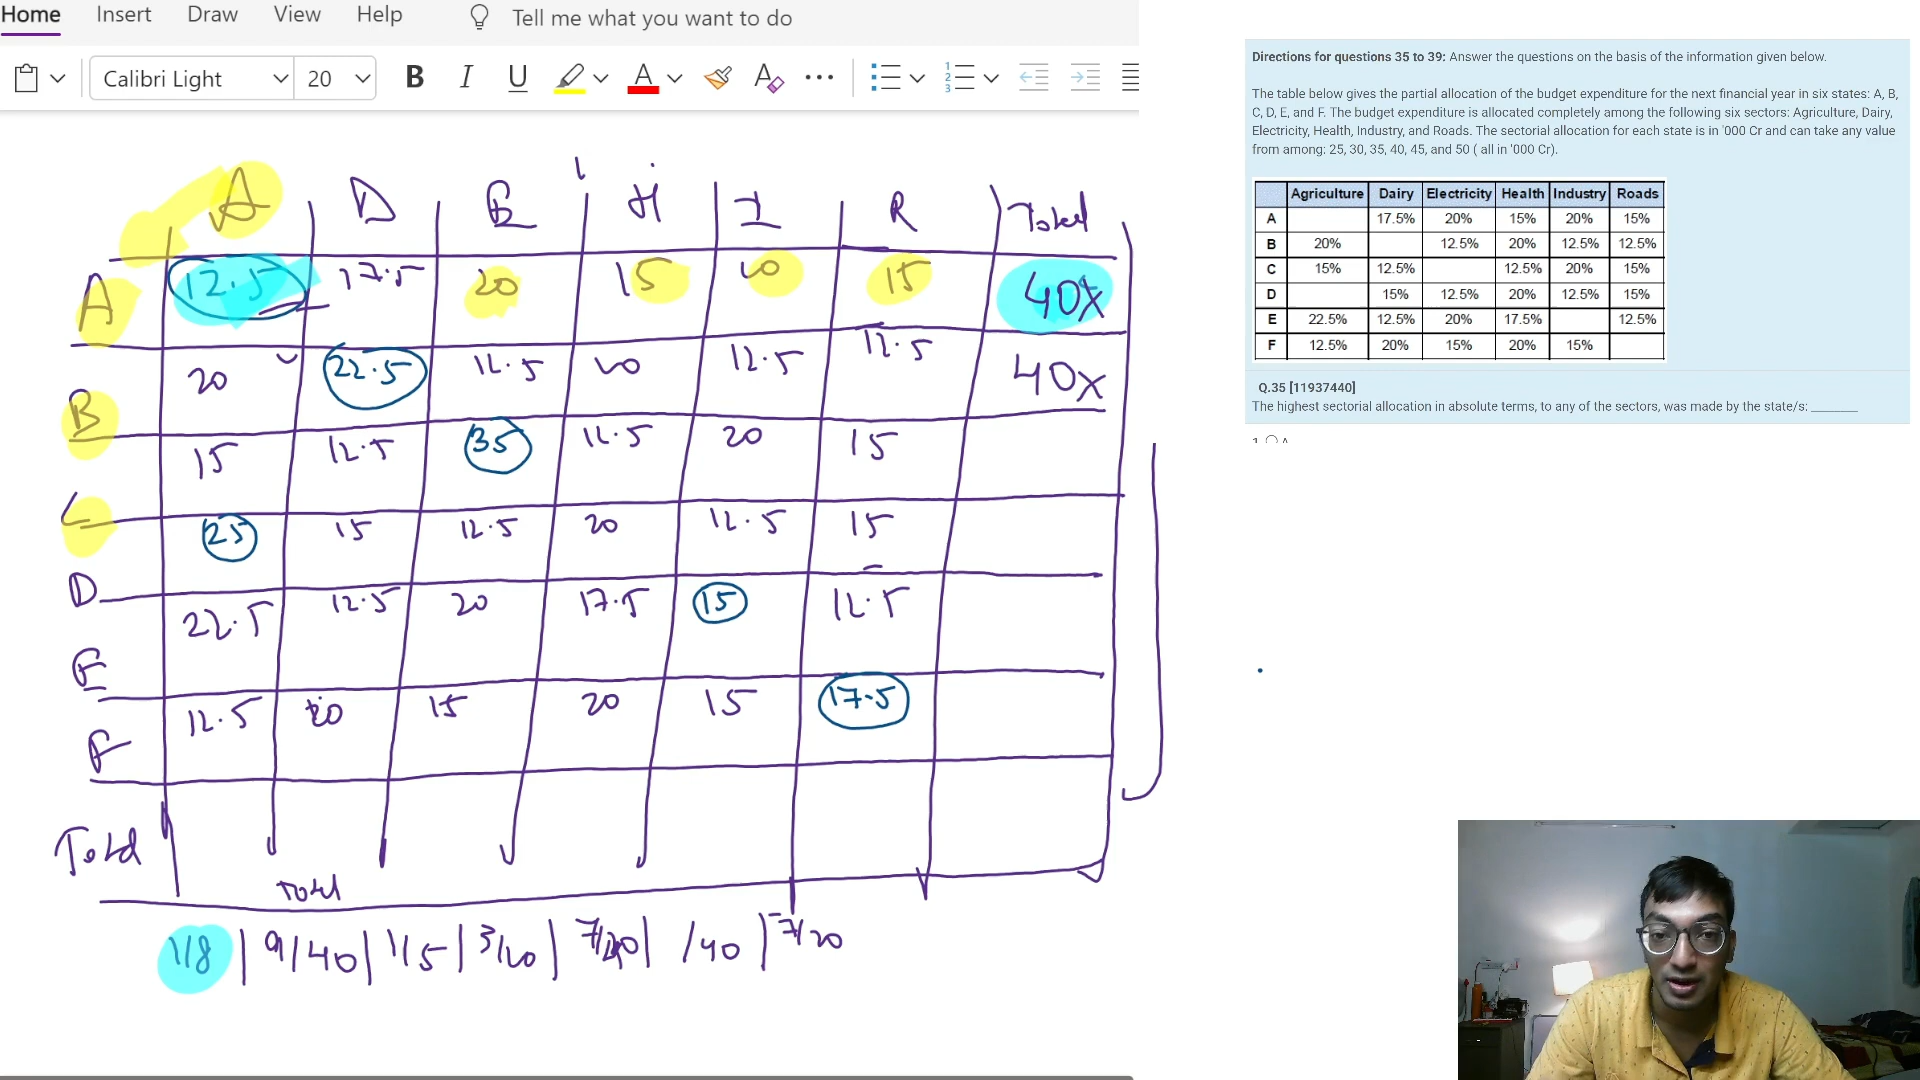 Home Insert Draw View Help Tell me what you want to do
Calibri Light 20 B I U A A ...
Directions for questions 35 to 39: Answer the questions on the basis of the information given below.
The table below gives the partial allocation of the budget expenditure for the next financial year in six states: A, B,
C, D, E, and F. The budget expenditure is allocated completely among the following six sectors: Agriculture, Dairy,
Electricity, Health, Industry, and Roads. The sectorial allocation for each state is in '000 Cr and can take any value
from among: 25, 30, 35, 40, 45, and 50 ( all in '000 Cr).
Agriculture Dairy Electricity Health Industry Roads
A 17.5% 20% 15% 20% 15%
B 20% 12.5% 20% 12.5% 12.5%
C 15% 12.5% 12.5% 20% 15%
D 15% 12.5% 20% 12.5% 15%
E 22.5% 12.5% 20% 17.5% 12.5%
F 12.5% 20% 15% 20% 15%
Q.35 [11937440]
The highest sectorial allocation in absolute terms, to any of the sectors, was made by the state/s: ________
A D E H I R Total
A 12.5 17.5 20 15 20 15 40x
B 20 22.5 12.5 20 12.5 12.5 40x
C 15 12.5 35 12.5 20 15
D 25 15 12.5 20 12.5 15
E 22.5 12.5 20 17.5 15 12.5
F 12.5 20 15 20 15 17.5
Total
Total
1/8 | 9/40 | 1/5 | 3/20 | | /40 | 7/20